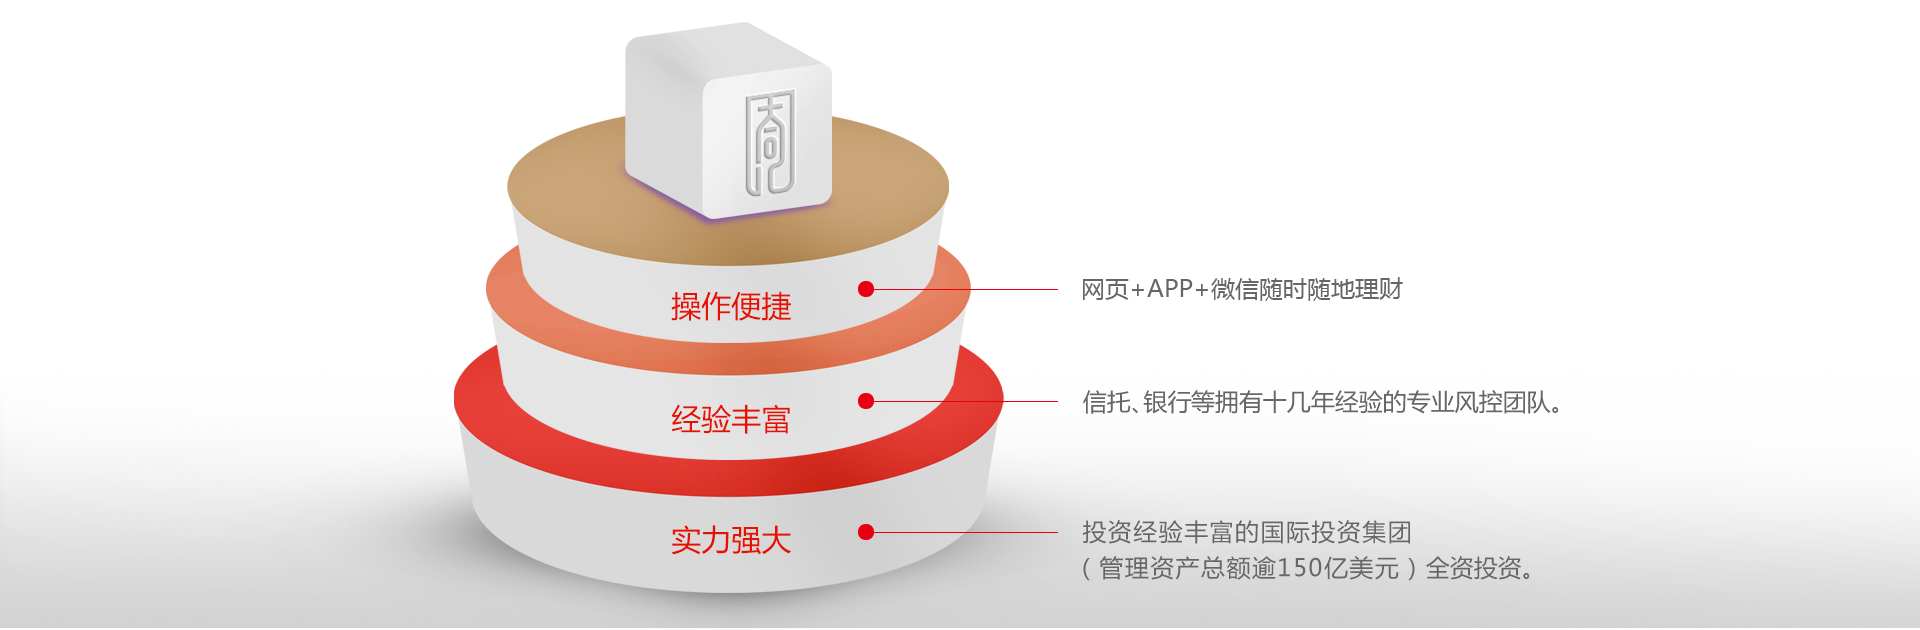 操作便捷
网页+APP+微信随时随地理财
经验丰富
信托、银行等拥有十几年经验的专业风控团队。
实力强大
投资经验丰富的国际投资集团
（管理资产总额逾150亿美元）全资投资。